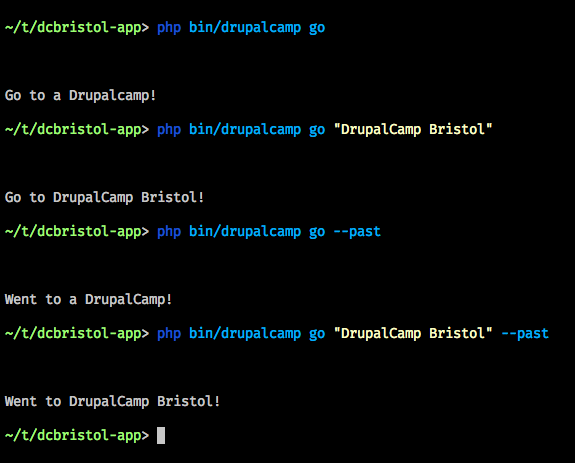 ~/t/dcbristol-app> php bin/drupalcamp go
Go to a Drupalcamp!
~/t/dcbristol-app> php bin/drupalcamp go "DrupalCamp Bristol"
Go to DrupalCamp Bristol!
~/t/dcbristol-app> php bin/drupalcamp go --past
Went to a DrupalCamp!
~/t/dcbristol-app> php bin/drupalcamp go "DrupalCamp Bristol" --past
Went to DrupalCamp Bristol!
~/t/dcbristol-app>